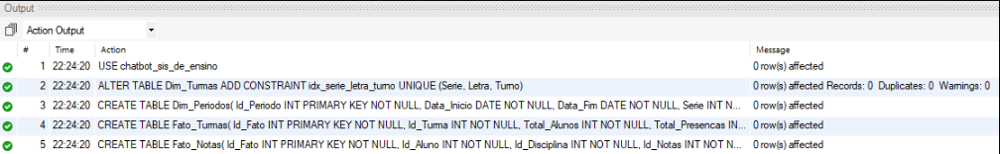 Output
Action Output
# Time Action Message
1 22:24:20 USE chatbot_sis_de_ensino 0 row(s) affected
2 22:24:20 ALTER TABLE Dim_Turmas ADD CONSTRAINT idx_serie_letra_turno UNIQUE (Serie, Letra, Turno) 0 row(s) affected Records: 0 Duplicates: 0 Warnings: 0
3 22:24:20 CREATE TABLE Dim_Periodos( Id_Periodo INT PRIMARY KEY NOT NULL, Data_Inicio DATE NOT NULL, Data_Fim DATE NOT NULL, Serie INT N... 0 row(s) affected
4 22:24:20 CREATE TABLE Fato_Turmas( Id_Fato INT PRIMARY KEY NOT NULL, Id_Turma INT NOT NULL, Total_Alunos INT NOT NULL, Total_Presencas IN... 0 row(s) affected
5 22:24:20 CREATE TABLE Fato_Notas( Id_Fato INT PRIMARY KEY NOT NULL, Id_Aluno INT NOT NULL, Id_Disciplina INT NOT NULL, Id_Notas INT NOT N... 0 row(s) affected